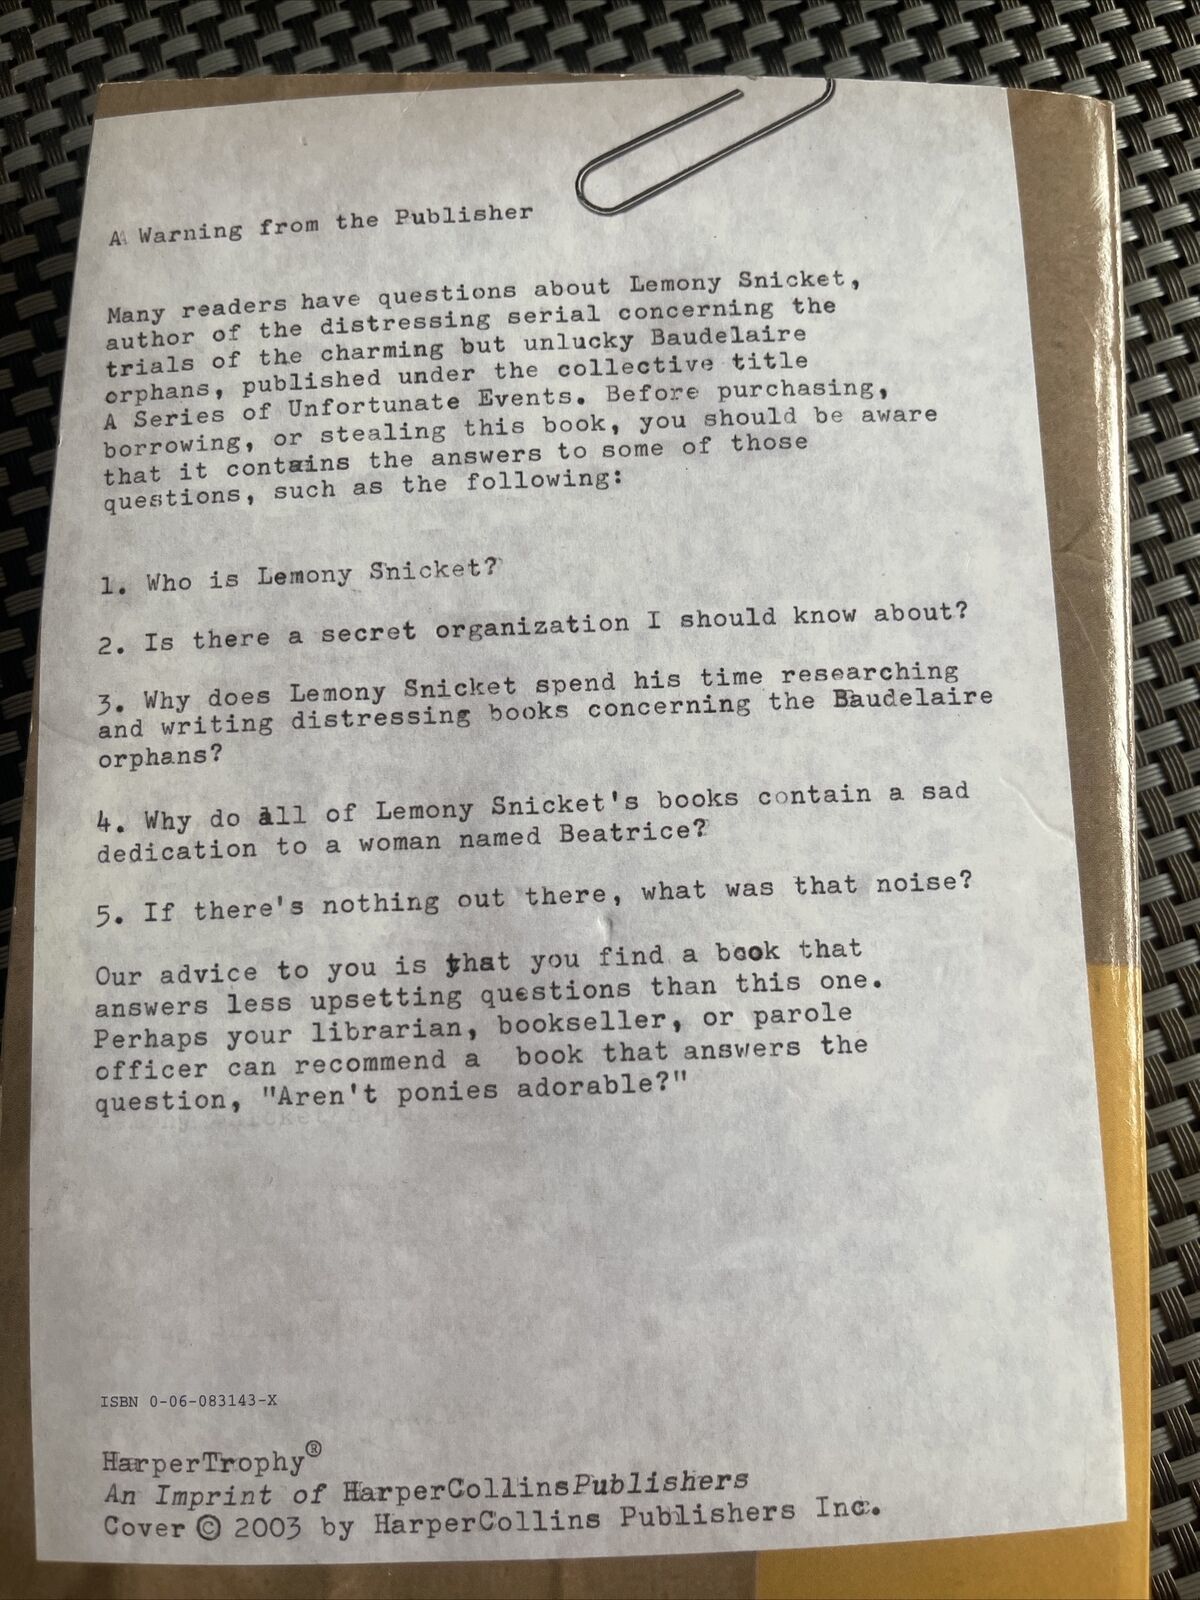 A Warning from the Publisher
Many readers have questions about Lemony Snicket,
author of the distressing serial concerning the
trials of the charming but unlucky Baudelaire
orphans, published under the collective title
A Series of Unfortunate Events. Before purchasing,
borrowing, or stealing this book, you should be aware
that it contains the answers to some of those
questions, such as the following:
1. Who is Lemony Snicket?
2. Is there a secret organization I should know about?
3. Why does Lemony Snicket spend his time researching
and writing distressing books concerning the Baudelaire
orphans?
4. Why do all of Lemony Snicket's books contain a sad
dedication to a woman named Beatrice?
5. If there's nothing out there, what was that noise?
Our advice to you is that you find a book that
answers less upsetting questions than this one.
Perhaps your librarian, bookseller, or parole
officer can recommend a book that answers the
question, "Aren't ponies adorable?"
ISBN 0-06-083143-X
HarperTrophy®
An Imprint of HarperCollinsPublishers
Cover © 2003 by HarperCollins Publishers Inc.